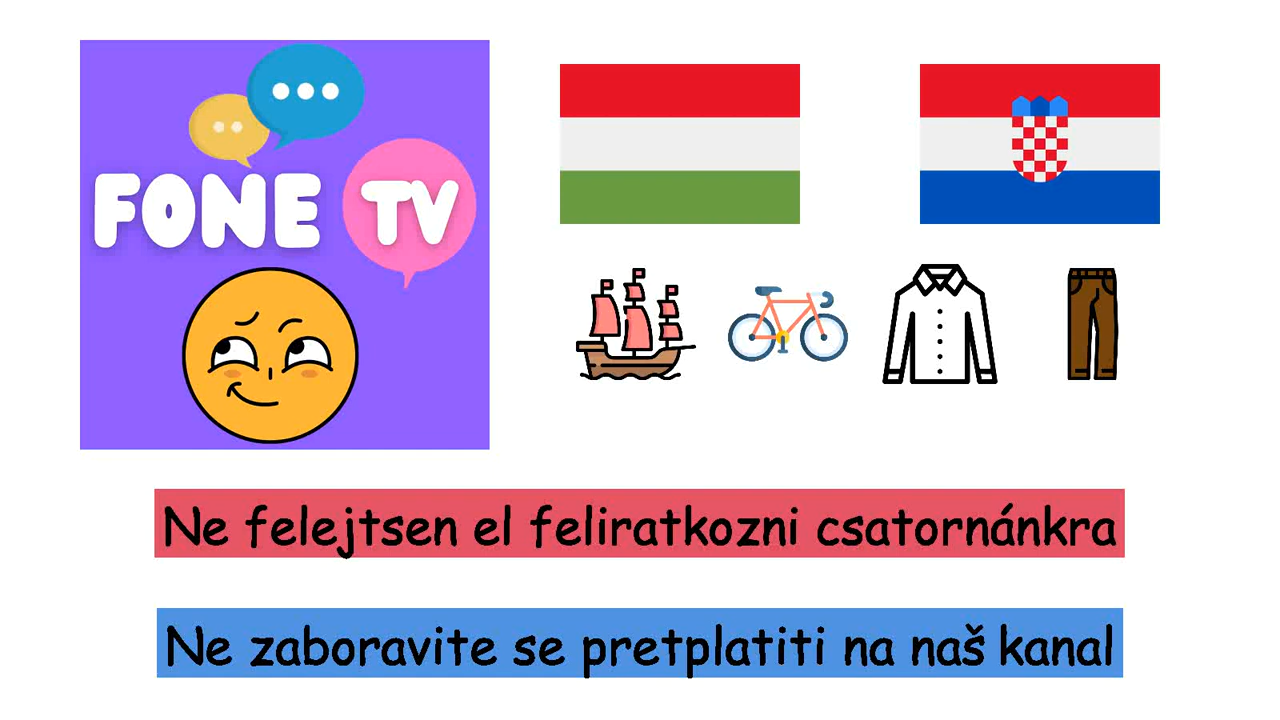 FONE TV
Ne felejtsen el feliratkozni csatornánkra
Ne zaboravite se pretplatiti na naš kanal